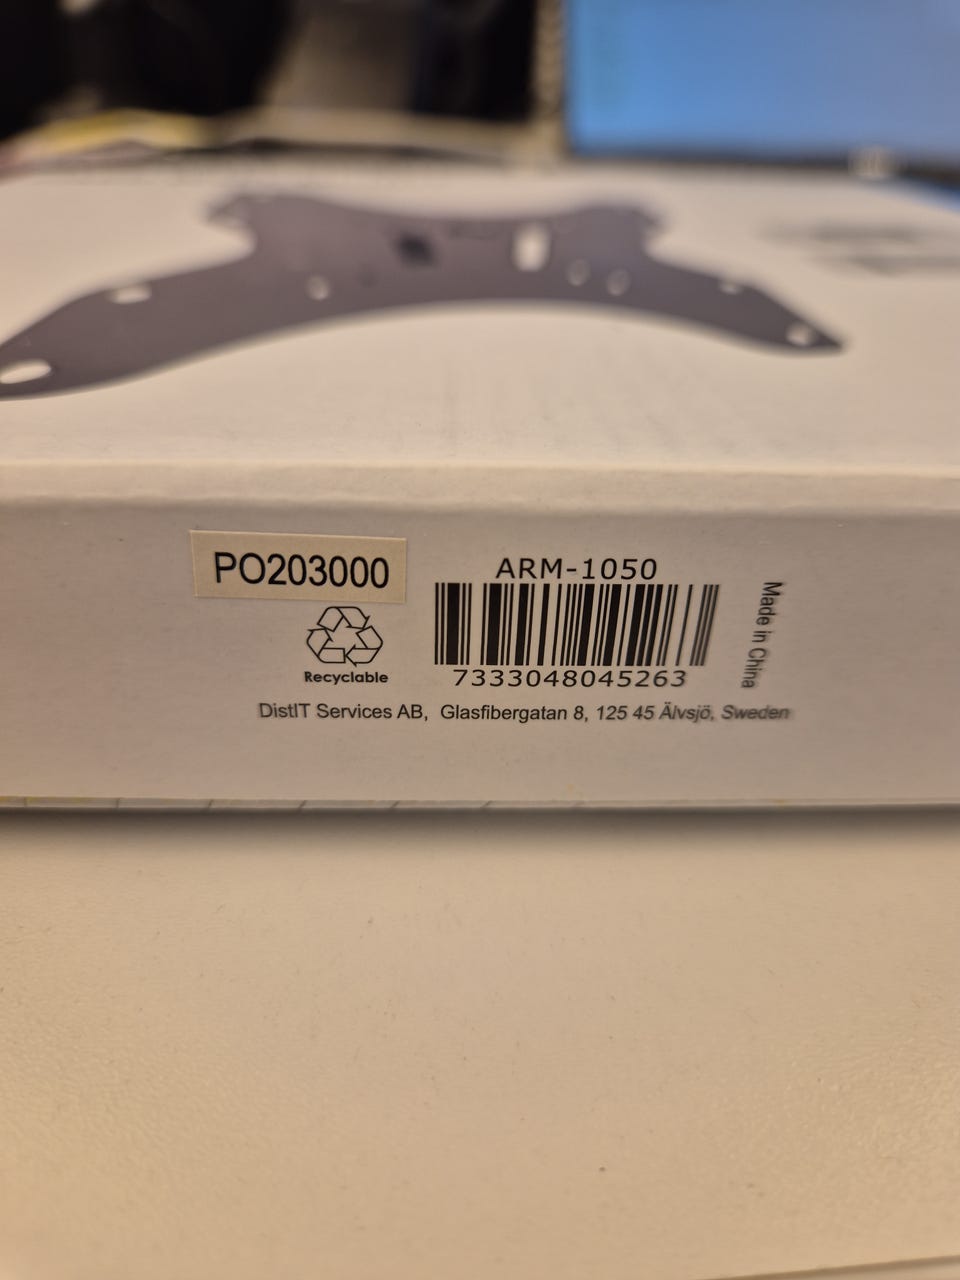 PO203000
Recyclable
ARM-1050
7333048045263
Made in China
DistIT Services AB, Glasfibergatan 8, 125 45 Älvsjö, Sweden